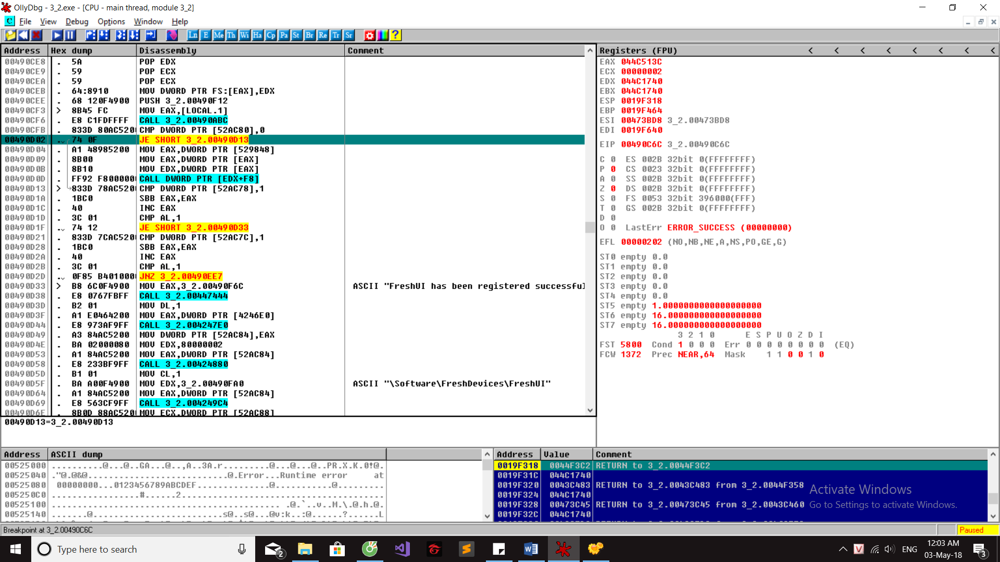 OllyDbg - 3_2.exe - [CPU - main thread, module 3_2]
C File View Debug Options Window Help
Ln E Me Th Wi Ha Cp Pa St Br Re Tr Sr ?
Address Hex dump Disassembly Comment
00490CE8 . 5A POP EDX
00490CE9 . 59 POP ECX
00490CEA . 59 POP ECX
00490CEB . 64:8910 MOV DWORD PTR FS:[EAX],EDX
00490CEE . 68 120F4900 PUSH 3_2.00490F12
00490CF3 > 8B45 FC MOV EAX,[LOCAL.1]
00490CF6 . E8 C1FDFFFF CALL 3_2.00490ABC
00490CFB . 833D 80AC520 CMP DWORD PTR [52AC80],0
00490D02 . 74 0F JE SHORT 3_2.00490D13
00490D04 . A1 48985200 MOV EAX,DWORD PTR [529848]
00490D09 . 8B00 MOV EAX,DWORD PTR [EAX]
00490D0B . 8B10 MOV EDX,DWORD PTR [EAX]
00490D0D . FF92 F800000 CALL DWORD PTR [EDX+F8]
00490D13 > 833D 78AC520 CMP DWORD PTR [52AC78],1
00490D1A . 1BC0 SBB EAX,EAX
00490D1C . 40 INC EAX
00490D1D . 3C 01 CMP AL,1
00490D1F . 74 12 JE SHORT 3_2.00490D33
00490D21 . 833D 7CAC520 CMP DWORD PTR [52AC7C],1
00490D28 . 1BC0 SBB EAX,EAX
00490D2A . 40 INC EAX
00490D2B . 3C 01 CMP AL,1
00490D2D . 0F85 B401000 JNZ 3_2.00490EE7
00490D33 > B8 6C0F4900 MOV EAX,3_2.00490F6C ASCII "FreshUI has been registered successful
00490D38 . E8 0767FBFF CALL 3_2.00447444
00490D3D . B2 01 MOV DL,1
00490D3F . A1 E0464200 MOV EAX,DWORD PTR [4246E0]
00490D44 . E8 973AF9FF CALL 3_2.004247E0
00490D49 . A3 84AC5200 MOV DWORD PTR [52AC84],EAX
00490D4E . BA 02000080 MOV EDX,80000002
00490D53 . A1 84AC5200 MOV EAX,DWORD PTR [52AC84]
00490D58 . E8 233BF9FF CALL 3_2.00424880
00490D5D . B1 01 MOV CL,1
00490D5F . BA A00F4900 MOV EDX,3_2.00490FA0 ASCII "\Software\FreshDevices\FreshUI"
00490D64 . A1 84AC5200 MOV EAX,DWORD PTR [52AC84]
00490D69 . E8 563CF9FF CALL 3_2.004249C4
00490D6E . 8B0D 88AC520 MOV ECX,DWORD PTR [52AC88]
00490D13=3_2.00490D13
Registers (FPU) < < < < < < < <
EAX 044C513C
ECX 00000002
EDX 044C1740
EBX 044C1740
ESP 0019F318
EBP 0019F464
ESI 00473BD8 3_2.00473BD8
EDI 0019F640
EIP 00490C6C 3_2.00490C6C
C 0 ES 002B 32bit 0(FFFFFFFF)
P 0 CS 0023 32bit 0(FFFFFFFF)
A 0 SS 002B 32bit 0(FFFFFFFF)
Z 0 DS 002B 32bit 0(FFFFFFFF)
S 0 FS 0053 32bit 396000(FFF)
T 0 GS 002B 32bit 0(FFFFFFFF)
D 0
O 0 LastErr ERROR_SUCCESS (00000000)
EFL 00000202 (NO,NB,NE,A,NS,PO,GE,G)
ST0 empty 0.0
ST1 empty 0.0
ST2 empty 0.0
ST3 empty 0.0
ST4 empty 0.0
ST5 empty 1.0000000000000000000
ST6 empty 16.000000000000000000
ST7 empty 16.000000000000000000
3 2 1 0 E S P U O Z D I
FST 5800 Cond 1 0 0 0 Err 0 0 0 0 0 0 0 0 (EQ)
FCW 1372 Prec NEAR,64 Mask 1 1 0 0 1 0
Address ASCII dump
00525000 ..........@...@..GA...@..,A..3A.r.........@...@...@..PR.X.K.0!@.
00525040 ."@.@&@...........................@.Error...Runtime error at
00525080 00000000...0123456789ABCDEF..............@...........@.........
005250C0 .................#......2.......................................
00525100 .............................................. .@.`..v..M.\.@.h.@.
00525140 .......@.........................s@..s@...@v:k..:@......?......L
Address Value Comment
0019F318 0044F3C2 RETURN to 3_2.0044F3C2
0019F31C 044C1740
0019F320 0043C483 RETURN to 3_2.0043C483 from 3_2.0044F358
0019F324 044C1740
0019F328 00473C45 RETURN to 3_2.00473C45 from 3_2.0043C460
0019F32C 044C1740
Activate Windows
Go to Settings to activate Windows.
Breakpoint at 3_2.00490C6C
Paused
Type here to search
2
ENG
12:03 AM
03-May-18
3